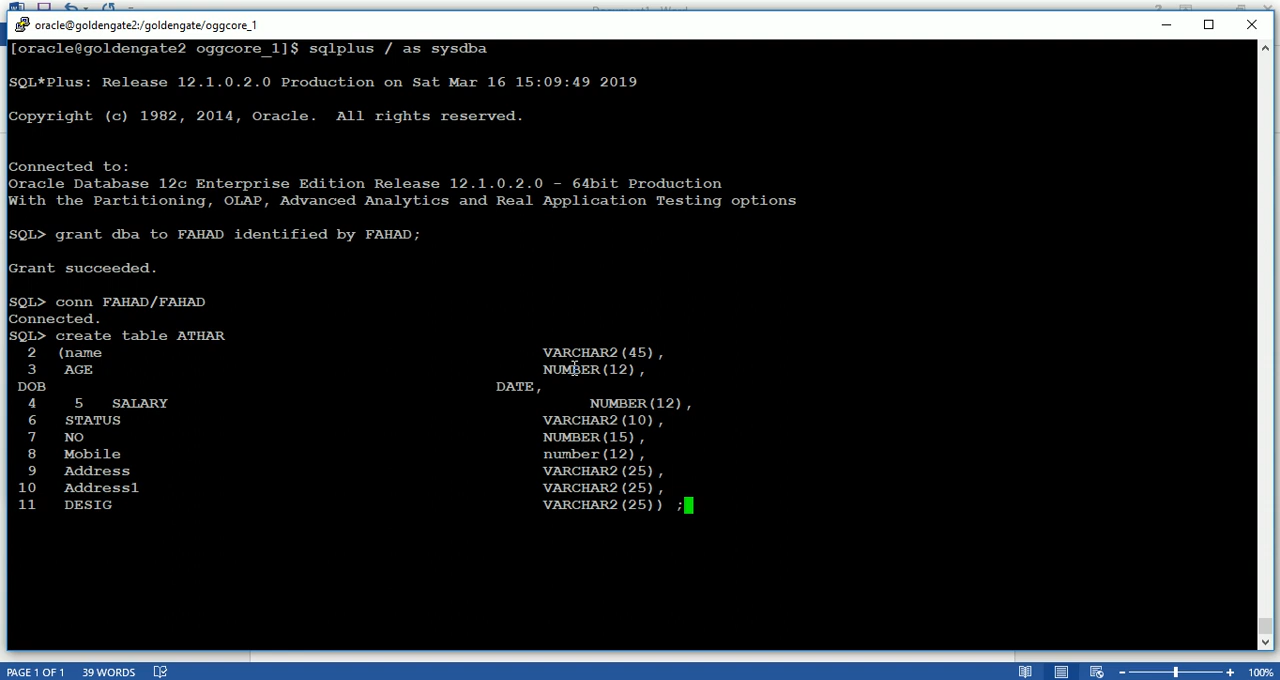 oracle@goldengate2:/goldengate/oggcore_1
[oracle@goldengate2 oggcore_1]$ sqlplus / as sysdba
SQL*Plus: Release 12.1.0.2.0 Production on Sat Mar 16 15:09:49 2019
Copyright (c) 1982, 2014, Oracle.  All rights reserved.
Connected to:
Oracle Database 12c Enterprise Edition Release 12.1.0.2.0 - 64bit Production
With the Partitioning, OLAP, Advanced Analytics and Real Application Testing options
SQL> grant dba to FAHAD identified by FAHAD;
Grant succeeded.
SQL> conn FAHAD/FAHAD
Connected.
SQL> create table ATHAR
2  (name VARCHAR2(45),
3   AGE NUMBER(12),
DOB DATE,
4    5   SALARY NUMBER(12),
6   STATUS VARCHAR2(10),
7   NO NUMBER(15),
8   Mobile number(12),
9   Address VARCHAR2(25),
10   Address1 VARCHAR2(25),
11   DESIG VARCHAR2(25)) ;
PAGE 1 OF 1 39 WORDS 100%